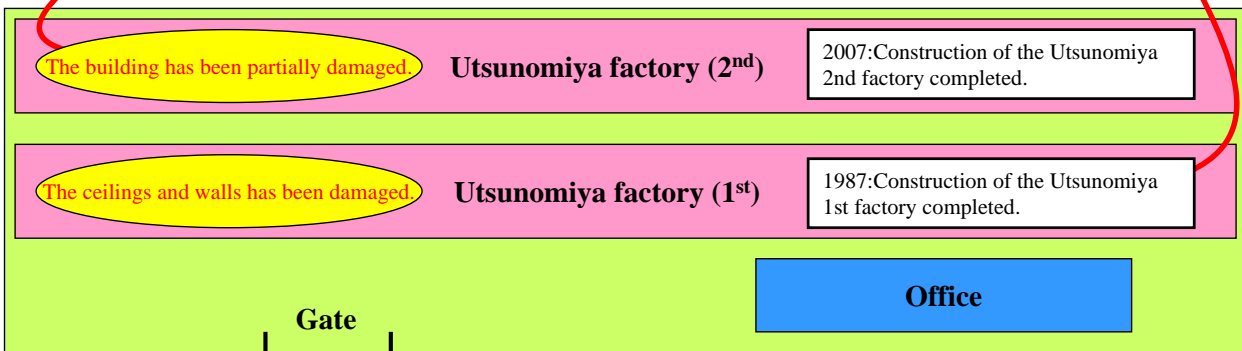 The building has been partially damaged.
Utsunomiya factory (2nd)
2007:Construction of the Utsunomiya
2nd factory completed.
The ceilings and walls has been damaged.
Utsunomiya factory (1st)
1987:Construction of the Utsunomiya
1st factory completed.
Office
Gate